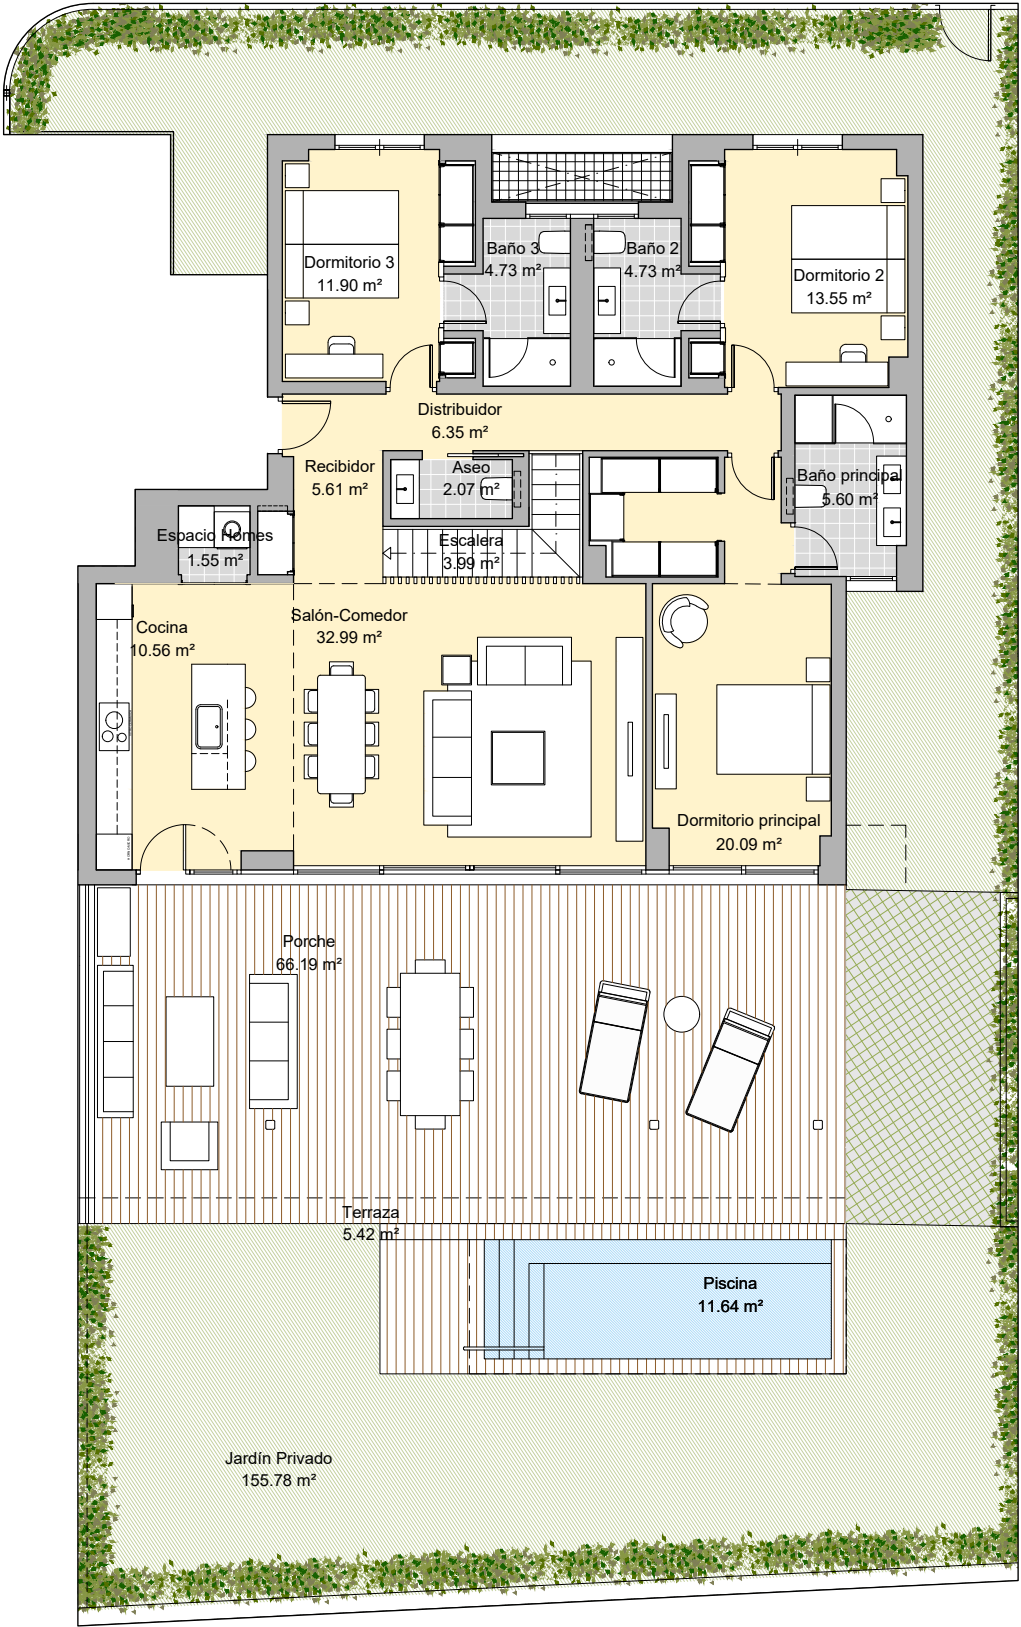 Dormitorio 3
11.90 m²
Baño 3
4.73 m²
Baño 2
4.73 m²
Dormitorio 2
13.55 m²
Distribuidor
6.35 m²
Recibidor
5.61 m²
Aseo
2.07 m²
Baño principal
5.60 m²
Espacio Homes
1.55 m²
Escalera
3.99 m²
Cocina
10.56 m²
Salón-Comedor
32.99 m²
Dormitorio principal
20.09 m²
Porche
66.19 m²
Terraza
5.42 m²
Piscina
11.64 m²
Jardín Privado
155.78 m²